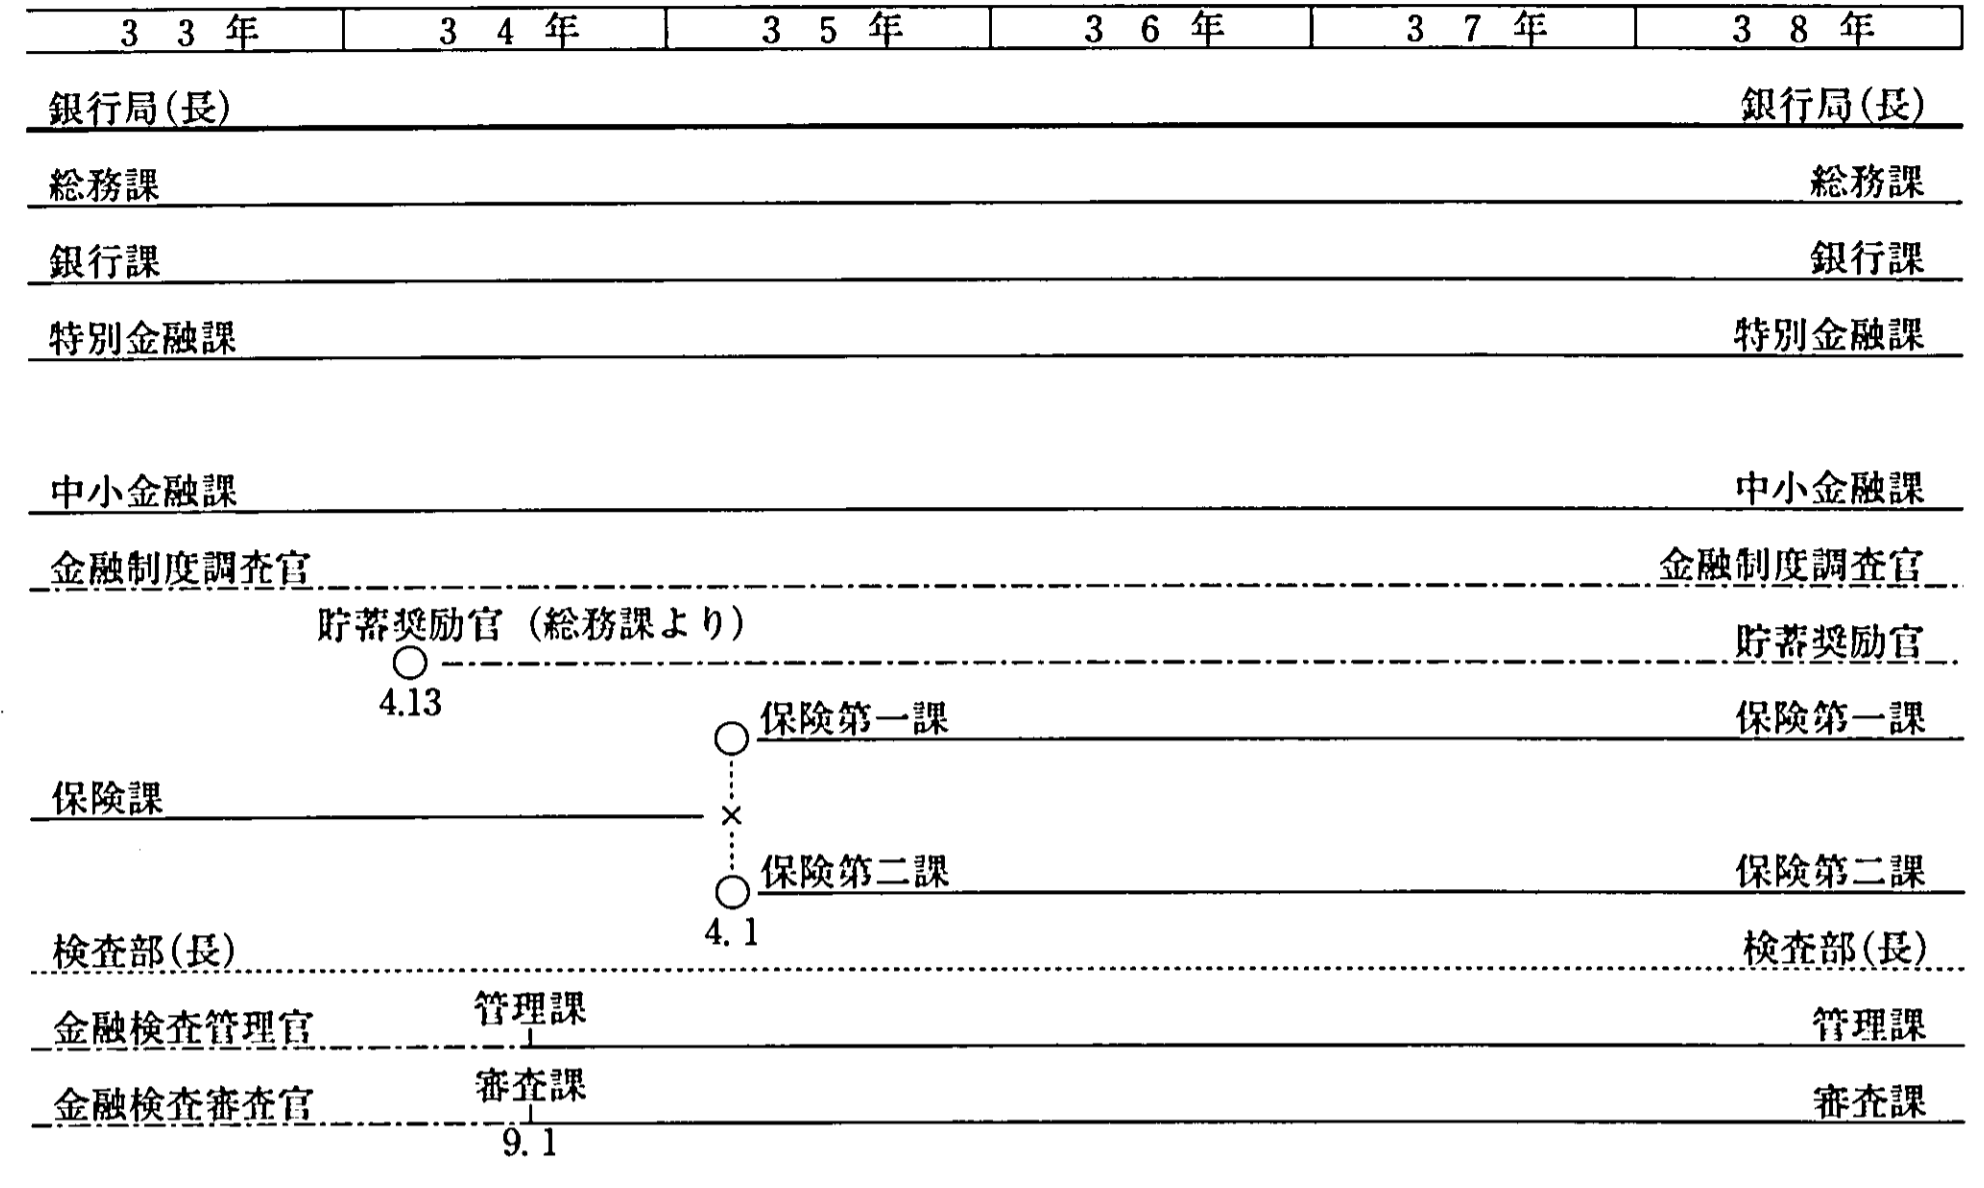 33年 34年 35年 36年 37年 38年
銀行局(長) 銀行局(長)
総務課 総務課
銀行課 銀行課
特別金融課 特別金融課
中小金融課 中小金融課
金融制度調査官 金融制度調査官
貯蓄奨励官(総務課より) 貯蓄奨励官
4.13
保険第一課 保険第一課
保険課
×
保険第二課 保険第二課
4.1
検査部(長) 検査部(長)
金融検査管理官 管理課 管理課
金融検査審査官 審査課 審査課
9.1